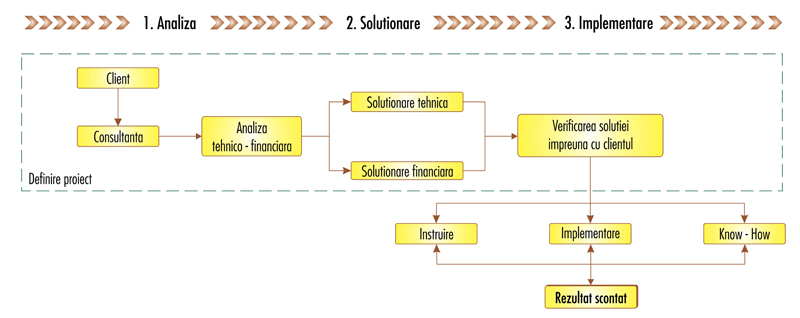 1. Analiza
2. Solutionare
3. Implementare
Client
Consultanta
Analiza
tehnico - financiara
Solutionare tehnica
Solutionare financiara
Verificarea solutiei
impreuna cu clientul
Definire proiect
Instruire
Implementare
Know - How
Rezultat scontat